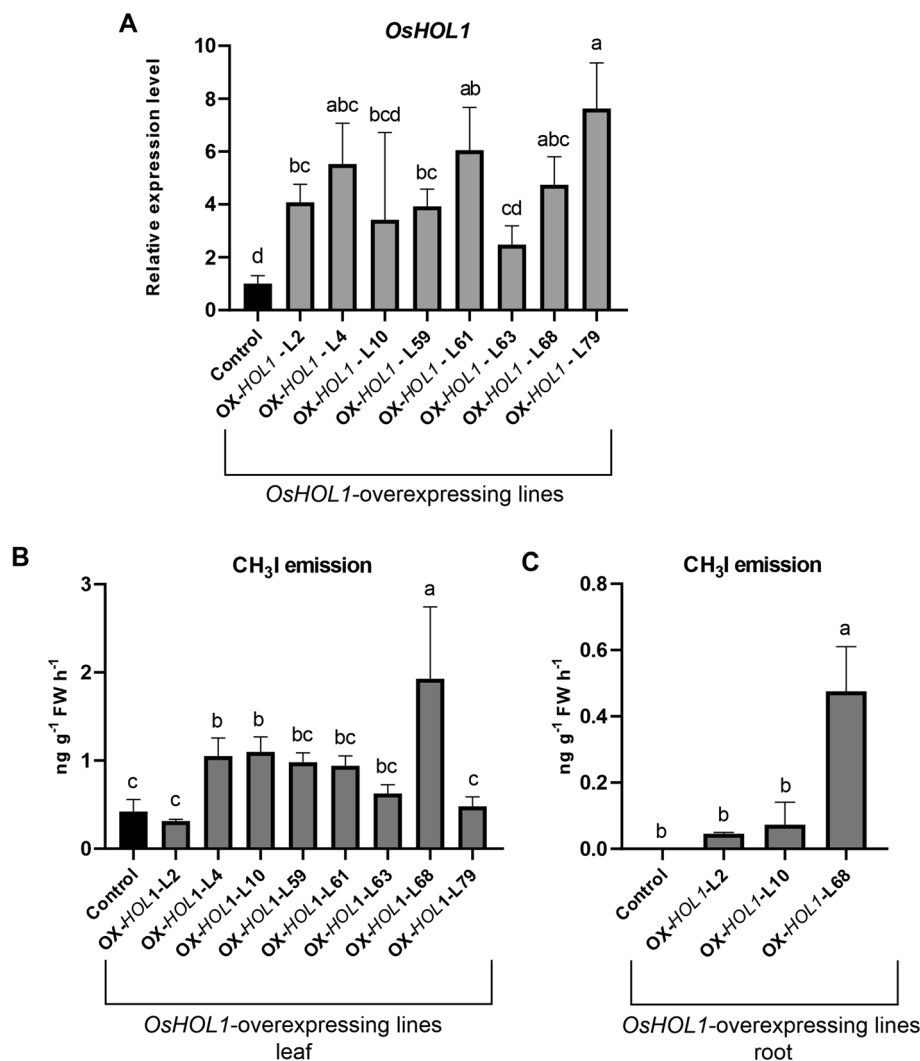 A
OsHOL1
Relative expression level
10
8
6
4
2
0
d
bc
abc
bcd
bc
ab
cd
abc
a
Control
OX-HOL1 - L2
OX-HOL1 - L4
OX-HOL1 - L10
OX-HOL1 - L59
OX-HOL1 - L61
OX-HOL1 - L63
OX-HOL1 - L68
OX-HOL1 - L79
OsHOL1-overexpressing lines
B
CH₃I emission
ng g⁻¹ FW h⁻¹
3
2
1
0
c
c
b
b
bc
bc
bc
a
c
Control
OX-HOL1-L2
OX-HOL1-L4
OX-HOL1-L10
OX-HOL1-L59
OX-HOL1-L61
OX-HOL1-L63
OX-HOL1-L68
OX-HOL1-L79
OsHOL1-overexpressing lines
leaf
C
CH₃I emission
ng g⁻¹ FW h⁻¹
0.8
0.6
0.4
0.2
0.0
b
b
b
a
Control
OX-HOL1-L2
OX-HOL1-L10
OX-HOL1-L68
OsHOL1-overexpressing lines
root